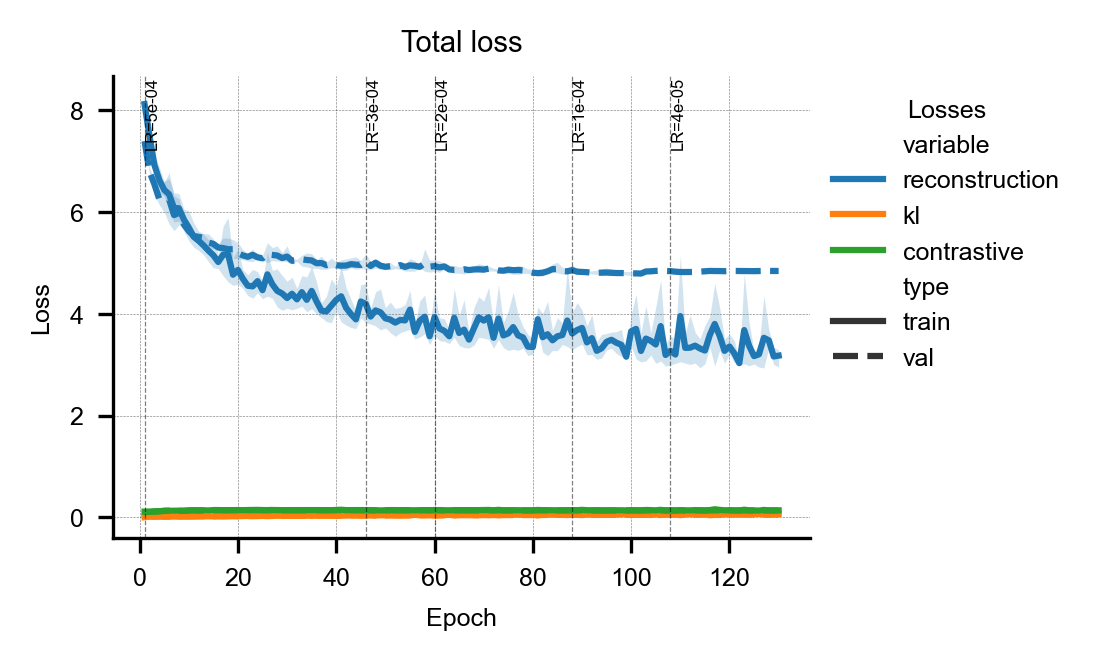 Total loss
LR=5e-04
LR=3e-04
LR=2e-04
LR=1e-04
LR=4e-05
Loss
8
6
4
2
0
0 20 40 60 80 100 120
Epoch
Losses
variable
reconstruction
kl
contrastive
type
train
val